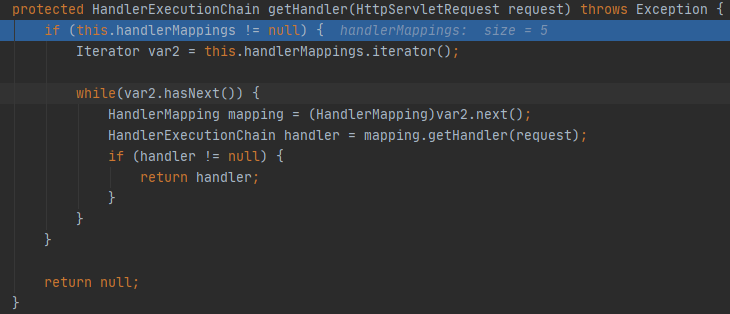 protected HandlerExecutionChain getHandler(HttpServletRequest request) throws Exception {
    if (this.handlerMappings != null) {  handlerMappings:  size = 5
        Iterator var2 = this.handlerMappings.iterator();

        while(var2.hasNext()) {
            HandlerMapping mapping = (HandlerMapping)var2.next();
            HandlerExecutionChain handler = mapping.getHandler(request);
            if (handler != null) {
                return handler;
            }
        }
    }

    return null;
}